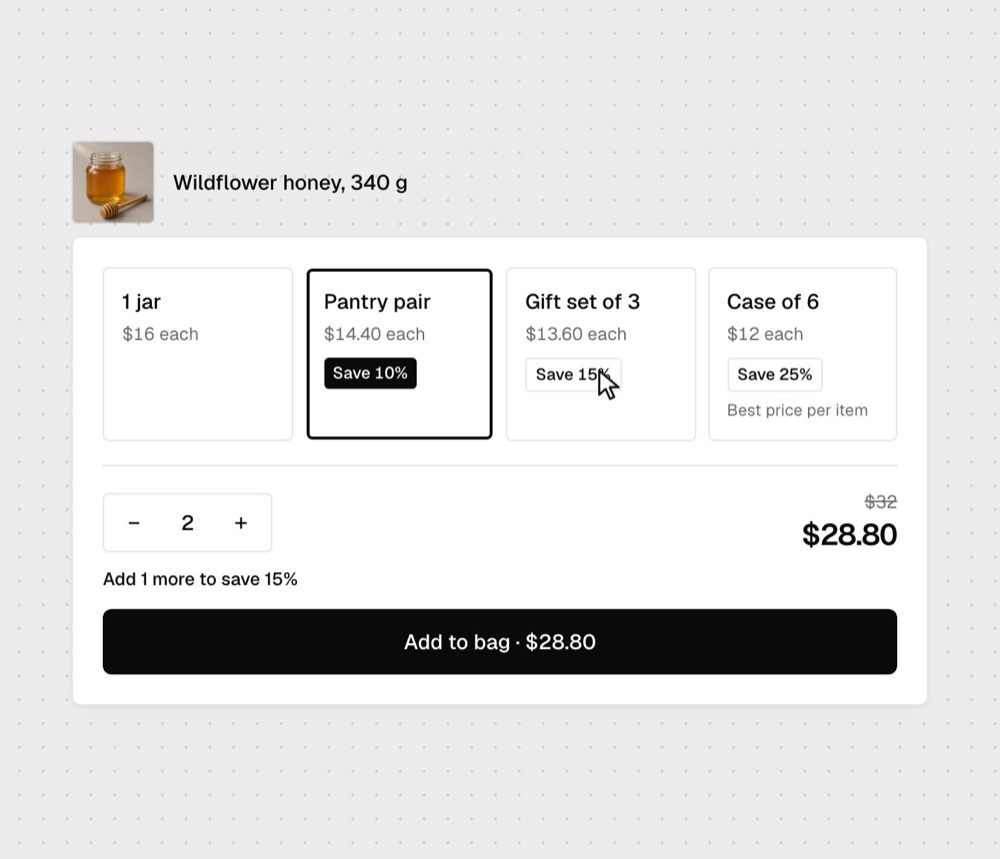 Wildflower honey, 340 g
1 jar
$16 each
Pantry pair
$14.40 each
Save 10%
Gift set of 3
$13.60 each
Save 15%
Case of 6
$12 each
Save 25%
Best price per item
− 2 +
$32
$28.80
Add 1 more to save 15%
Add to bag · $28.80